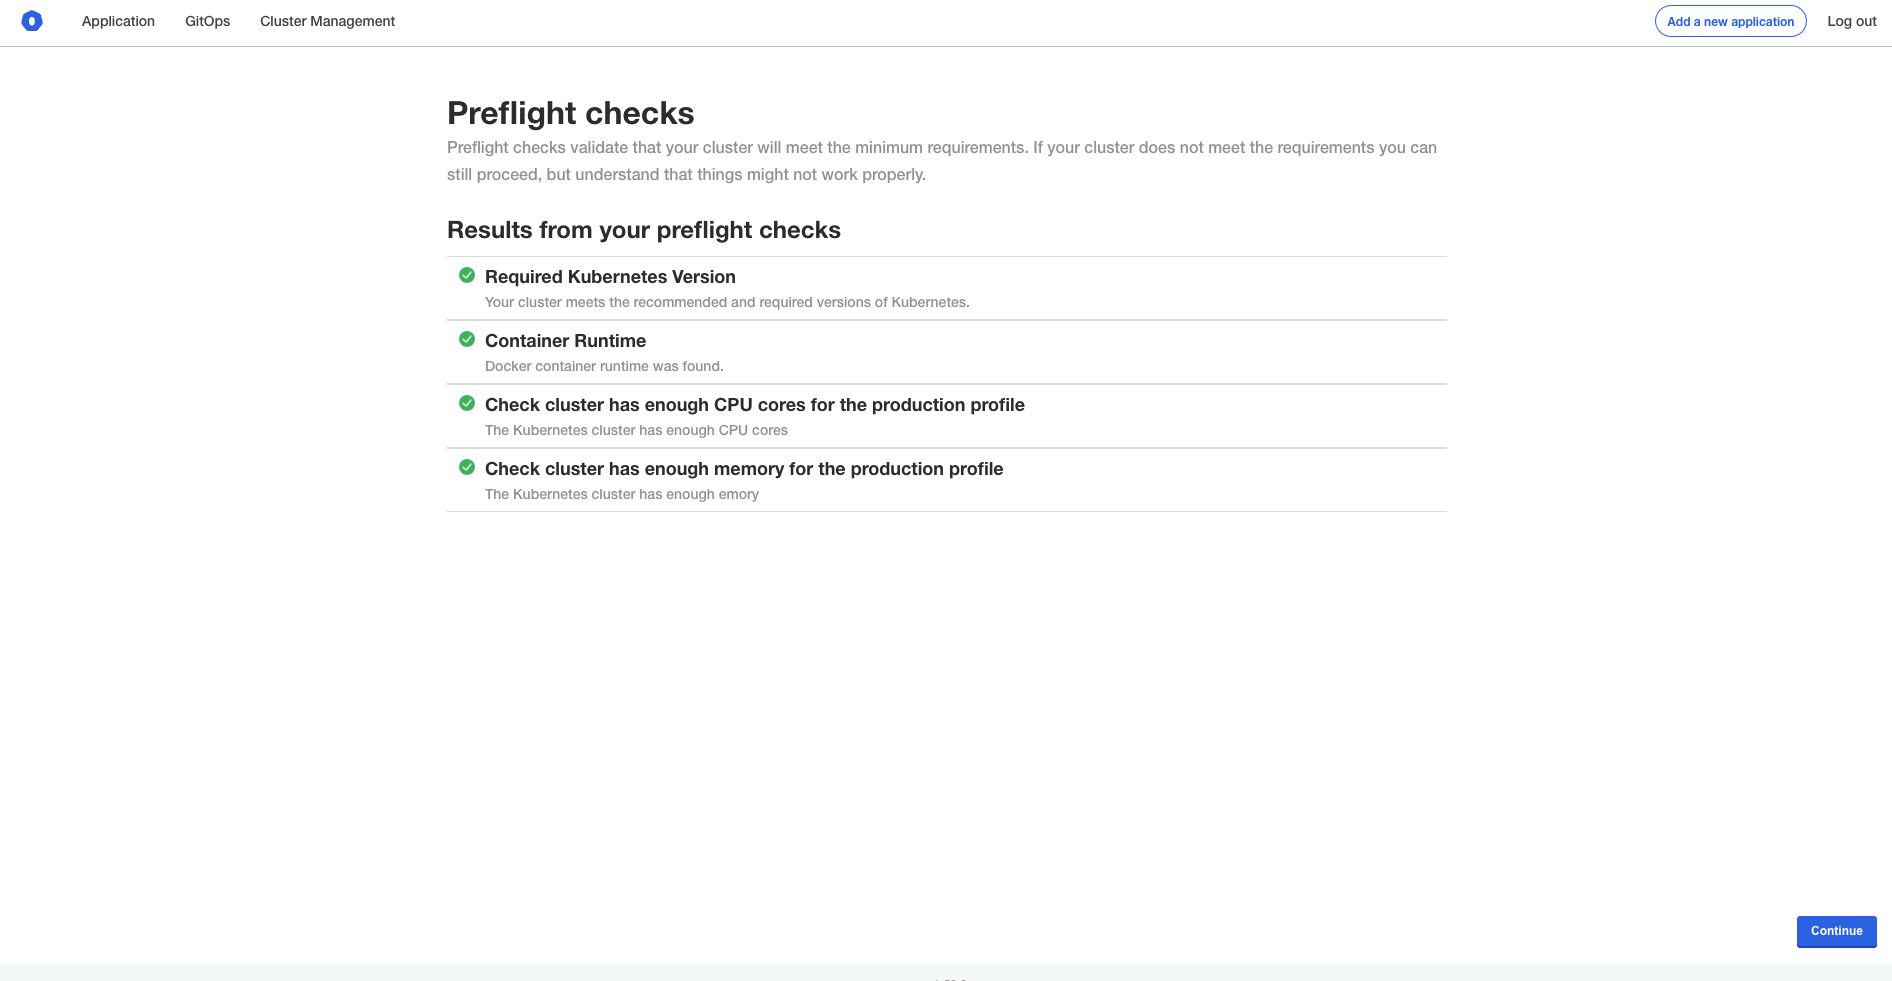 Application GitOps Cluster Management Add a new application Log out
Preflight checks
Preflight checks validate that your cluster will meet the minimum requirements. If your cluster does not meet the requirements you can
still proceed, but understand that things might not work properly.
Results from your preflight checks
Required Kubernetes Version
Your cluster meets the recommended and required versions of Kubernetes.
Container Runtime
Docker container runtime was found.
Check cluster has enough CPU cores for the production profile
The Kubernetes cluster has enough CPU cores
Check cluster has enough memory for the production profile
The Kubernetes cluster has enough emory
Continue